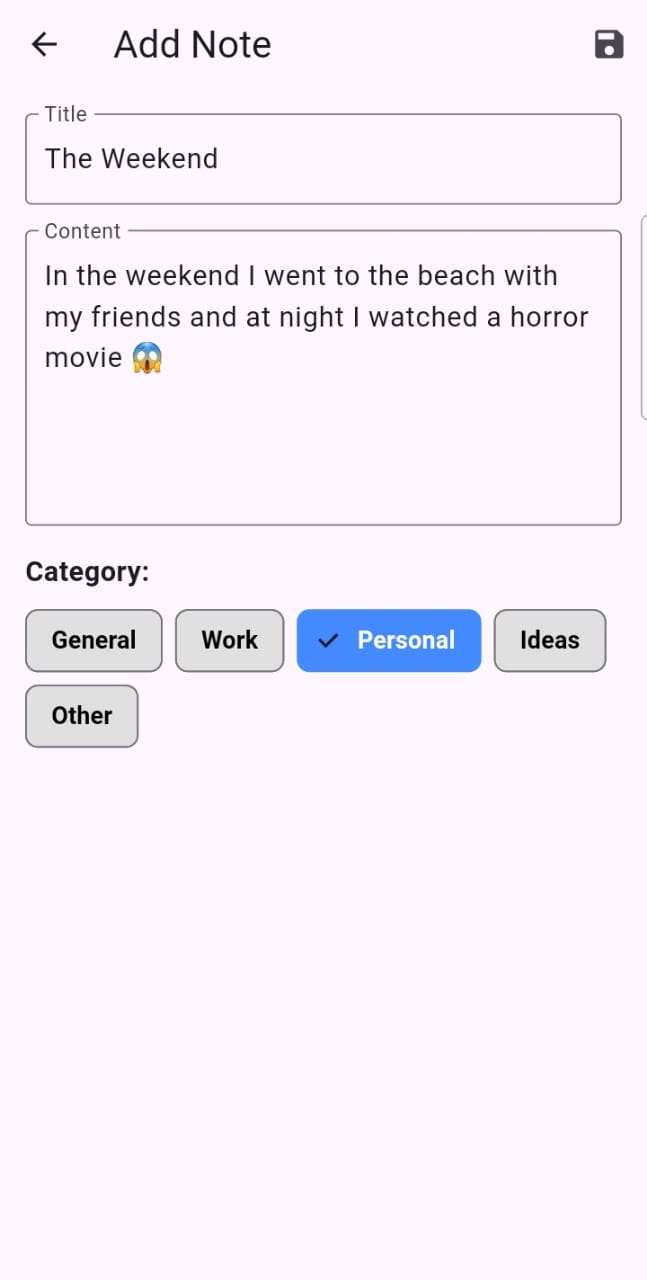 Add Note
Title
The Weekend
Content
In the weekend I went to the beach with
my friends and at night I watched a horror
movie 😱
Category:
General
Work
Personal
Ideas
Other